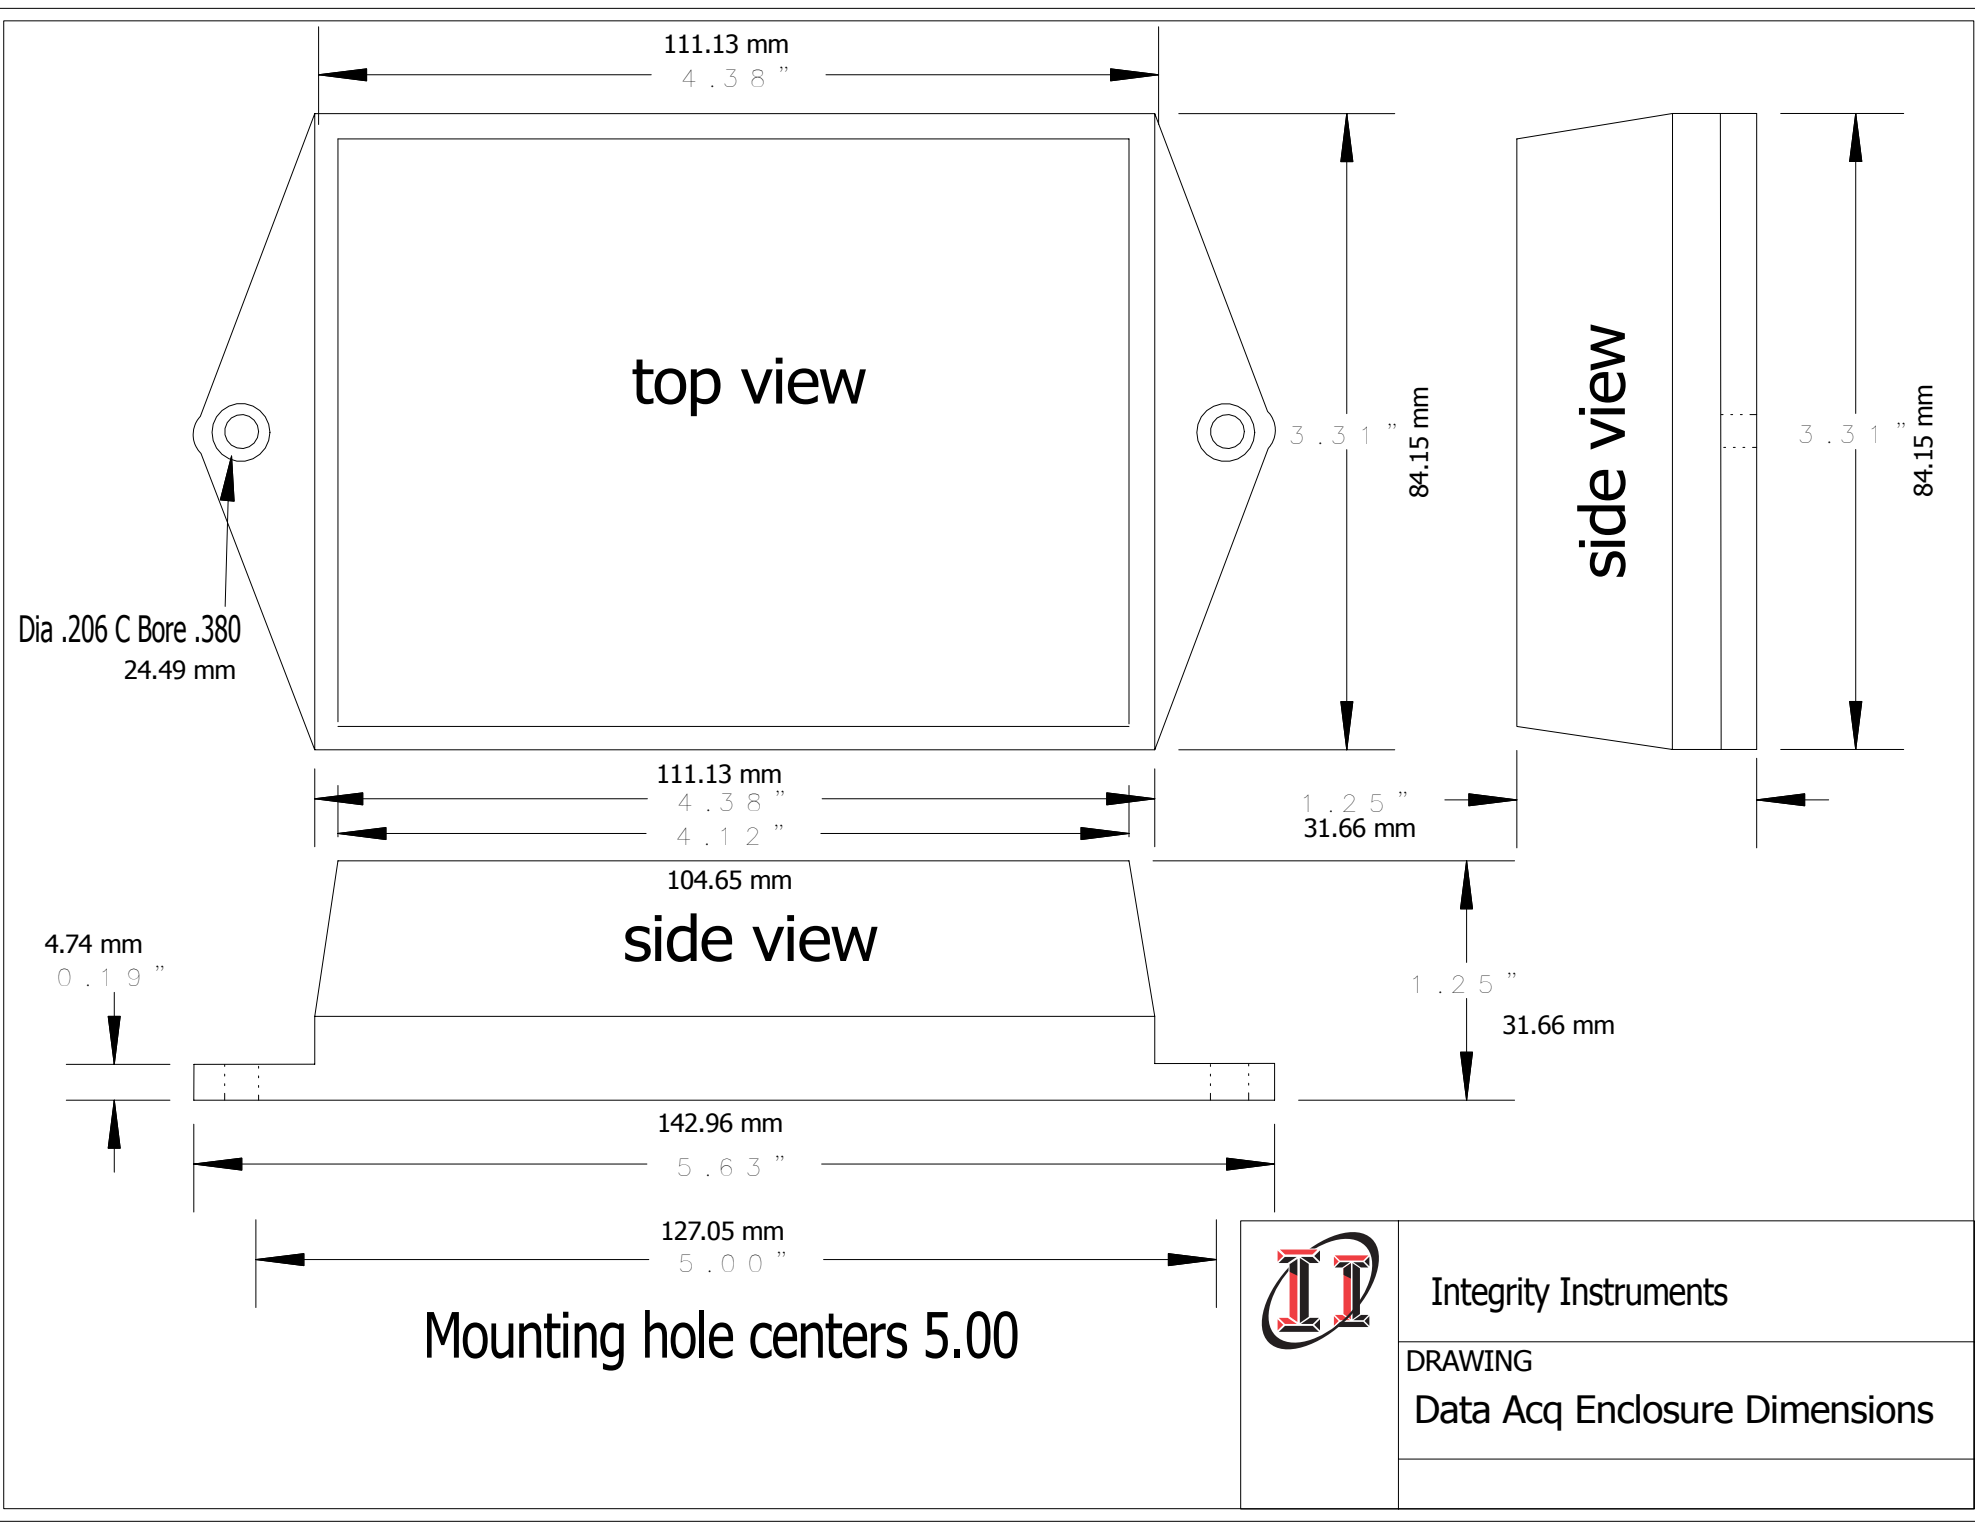 111.13 mm
4.38"
top view
3.31"
84.15 mm
side view
3.31"
84.15 mm
Dia .206 C Bore .380
24.49 mm
111.13 mm
4.38"
4.12"
104.65 mm
1.25"
31.66 mm
side view
4.74 mm
0.19"
1.25"
31.66 mm
142.96 mm
5.63"
127.05 mm
5.00"
Mounting hole centers 5.00
Integrity Instruments
DRAWING
Data Acq Enclosure Dimensions